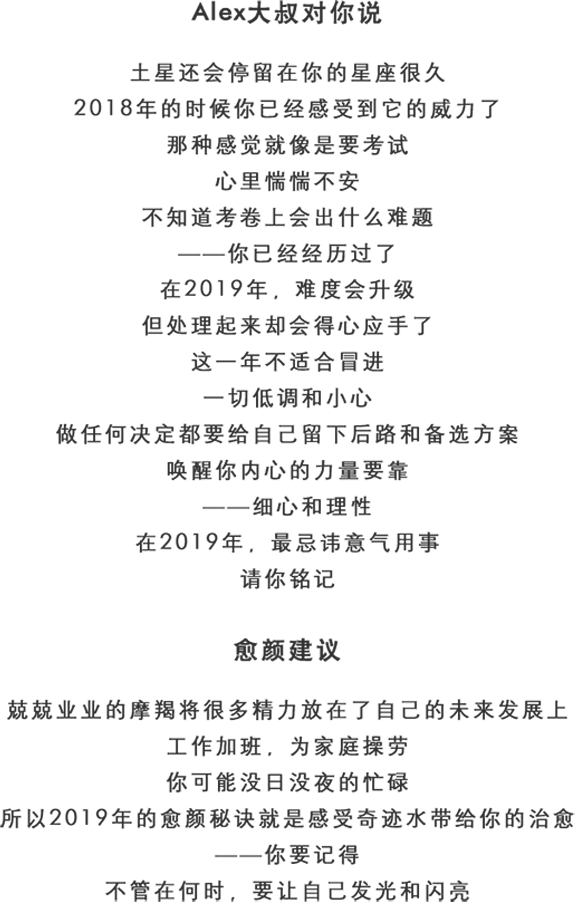 Alex大叔对你说
土星还会停留在你的星座很久
2018年的时候你已经感受到它的威力了
那种感觉就像是要考试
心里惴惴不安
不知道考卷上会出什么难题
——你已经经历过了
在2019年，难度会升级
但处理起来却会得心应手了
这一年不适合冒进
一切低调和小心
做任何决定都要给自己留下后路和备选方案
唤醒你内心的力量要靠
——细心和理性
在2019年，最忌讳意气用事
请你铭记
愈颜建议
兢兢业业的摩羯将很多精力放在了自己的未来发展上
工作加班，为家庭操劳
你可能没日没夜的忙碌
所以2019年的愈颜秘诀就是感受奇迹水带给你的治愈
——你要记得
不管在何时，要让自己发光和闪亮